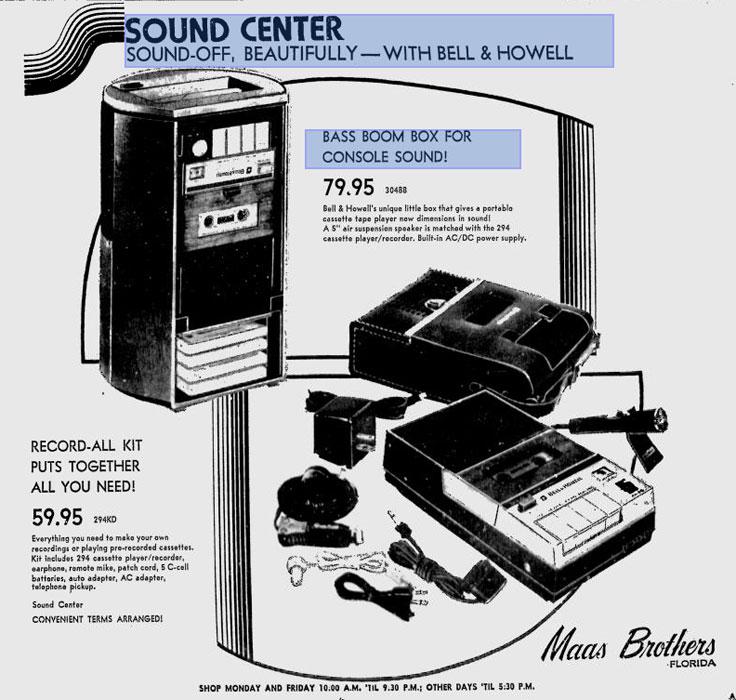 SOUND CENTER
SOUND-OFF, BEAUTIFULLY — WITH BELL & HOWELL
BASS BOOM BOX FOR
CONSOLE SOUND!
79.95 3048B
Bell & Howell's unique little box that gives a portable
cassette tape player new dimensions in sound!
A 5" air suspension speaker is matched with the 294
cassette player/recorder. Built-in AC/DC power supply.
RECORD-ALL KIT
PUTS TOGETHER
ALL YOU NEED!
59.95 294KD
Everything you need to make your own
recordings or playing pre-recorded cassettes.
Kit includes 294 cassette player/recorder,
earphone, remote mike, patch cord, 5 C-cell
batteries, auto adapter, AC adapter,
telephone pickup.
Sound Center
CONVENIENT TERMS ARRANGED!
BELL & HOWELL
Maas Brothers
FLORIDA
SHOP MONDAY AND FRIDAY 10:00 A.M. 'TIL 9:30 P.M.; OTHER DAYS 'TIL 5:30 P.M.